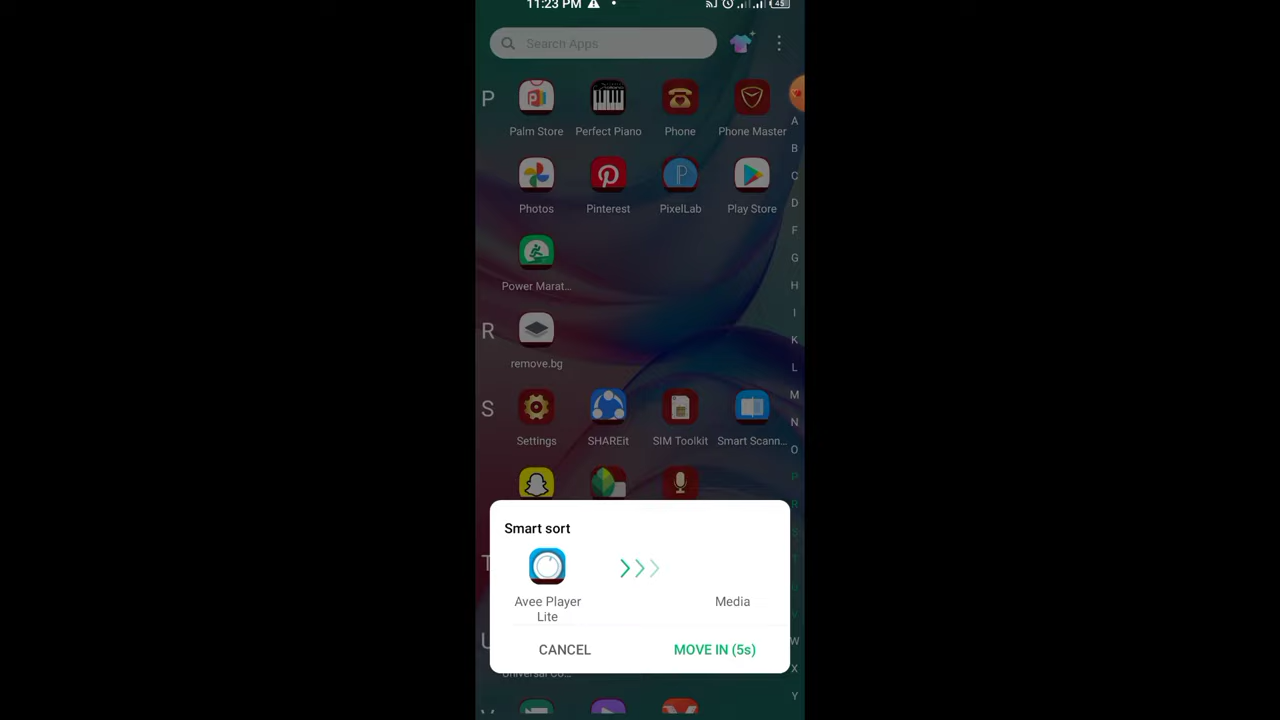 11:23 PM
45
Search Apps
P
Palm Store
Perfect Piano
Phone
Phone Master
A
B
C
Photos
Pinterest
PixelLab
Play Store
D
F
G
Power Marat...
H
I
R
K
remove.bg
L
M
S
Settings
SHAREit
SIM Toolkit
Smart Scann...
N
O
P
R
Smart sort
T
Avee Player
Lite
Media
U
CANCEL
MOVE IN (5s)
W
Universal Co...
X
Y
V